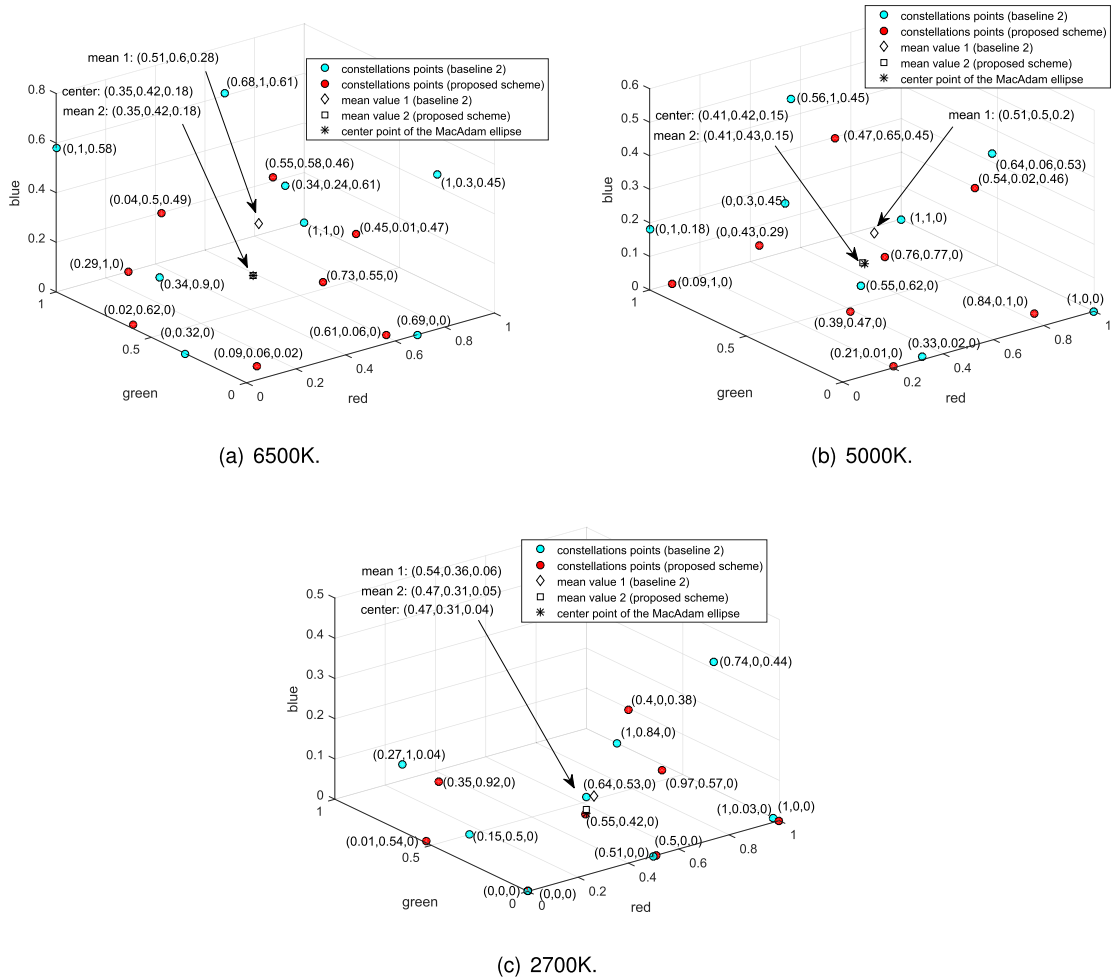 mean 1: (0.51,0.6,0.28)
center: (0.35,0.42,0.18)
mean 2: (0.35,0.42,0.18)
constellations points (baseline 2)
constellations points (proposed scheme)
mean value 1 (baseline 2)
mean value 2 (proposed scheme)
center point of the MacAdam ellipse
(0.68,1,0.61)
(0,1,0.58)
(0.55,0.58,0.46)
(0.34,0.24,0.61)
(1,0.3,0.45)
(0.04,0.5,0.49)
(1,1,0)
(0.45,0.01,0.47)
(0.29,1,0)
(0.34,0.9,0)
(0.73,0.55,0)
(0.02,0.62,0)
(0,0.32,0)
(0.61,0.06,0)
(0.69,0,0)
(0.09,0.06,0.02)
0.8
0.6
0.4
0.2
0
blue
1
0.5
0
green
0
0.2
0.4
0.6
0.8
1
red
(a) 6500K.
constellations points (baseline 2)
constellations points (proposed scheme)
mean value 1 (baseline 2)
mean value 2 (proposed scheme)
center point of the MacAdam ellipse
center: (0.41,0.42,0.15)
mean 2: (0.41,0.43,0.15)
mean 1: (0.51,0.5,0.2)
(0.56,1,0.45)
(0.47,0.65,0.45)
(0.64,0.06,0.53)
(0.54,0.02,0.46)
(0,0.3,0.45)
(0,1,0.18)
(0,0.43,0.29)
(1,1,0)
(0.76,0.77,0)
(0.09,1,0)
(0.55,0.62,0)
(0.39,0.47,0)
(0.84,0.1,0)
(1,0,0)
(0.33,0.02,0)
(0.21,0.01,0)
0.6
0.5
0.4
0.3
0.2
0.1
0
blue
1
0.5
0
green
0
0.2
0.4
0.6
0.8
1
red
(b) 5000K.
mean 1: (0.54,0.36,0.06)
mean 2: (0.47,0.31,0.05)
center: (0.47,0.31,0.04)
constellations points (baseline 2)
constellations points (proposed scheme)
mean value 1 (baseline 2)
mean value 2 (proposed scheme)
center point of the MacAdam ellipse
(0.74,0,0.44)
(0.4,0,0.38)
(1,0.84,0)
(0.27,1,0.04)
(0.35,0.92,0)
(0.64,0.53,0)
(0.97,0.57,0)
(0.55,0.42,0)
(1,0.03,0)
(1,0,0)
(0.01,0.54,0)
(0.15,0.5,0)
(0.51,0,0)
(0.5,0,0)
(0,0,0)
(0,0,0)
0.5
0.4
0.3
0.2
0.1
0
blue
1
0.5
0
green
0
0.2
0.4
0.6
0.8
1
red
(c) 2700K.